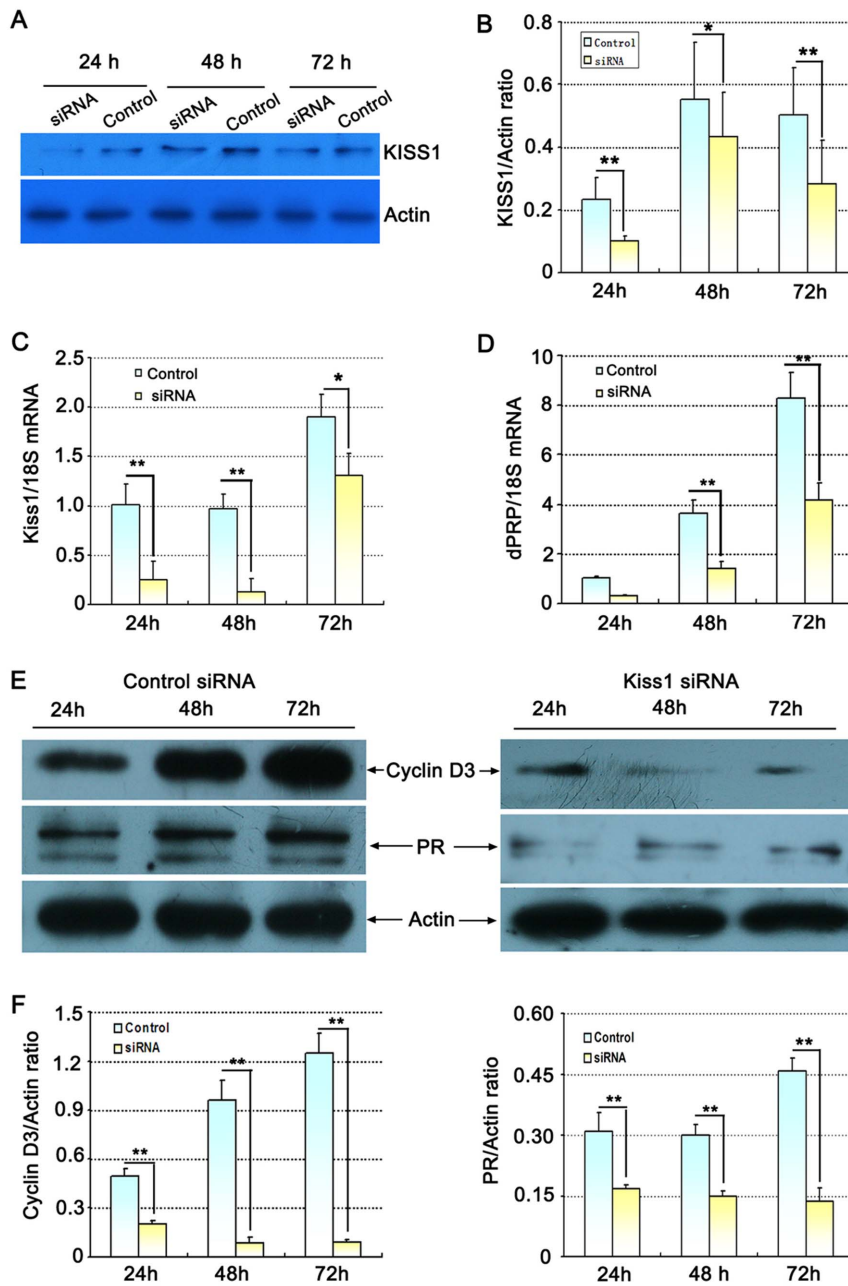 A
24 h 48 h 72 h
siRNA Control siRNA Control siRNA Control
KISS1
Actin
B
KISS1/Actin ratio
0.8
0.6
0.4
0.2
0
Control
siRNA
**
*
**
24h 48h 72h
C
Kiss1/18S mRNA
2.5
2.0
1.5
1.0
0.5
0
Control
siRNA
**
**
*
24h 48h 72h
D
dPRP/18S mRNA
10
8
6
4
2
0
Control
siRNA
**
**
24h 48h 72h
E
Control siRNA Kiss1 siRNA
24h 48h 72h 24h 48h 72h
Cyclin D3
PR
Actin
F
Cyclin D3/Actin ratio
1.5
1.2
0.9
0.6
0.3
0
Control
siRNA
**
**
**
24h 48h 72h
PR/Actin ratio
0.60
0.45
0.30
0.15
0
Control
siRNA
**
**
**
24h 48 h 72h